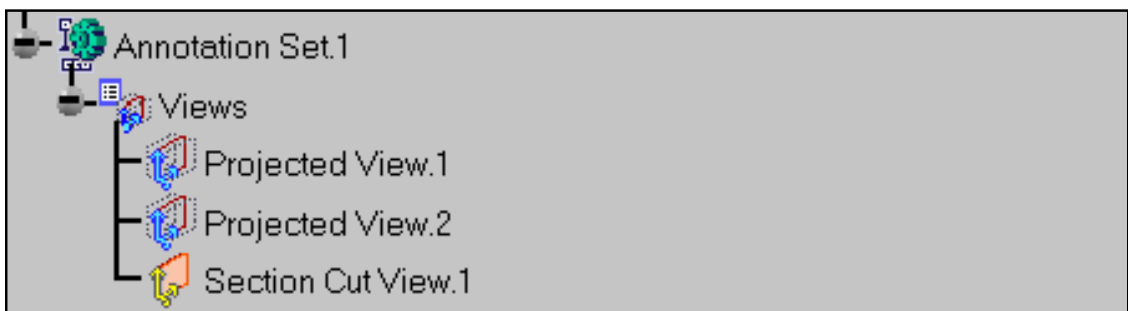 Annotation Set.1
Views
Projected View.1
Projected View.2
Section Cut View.1